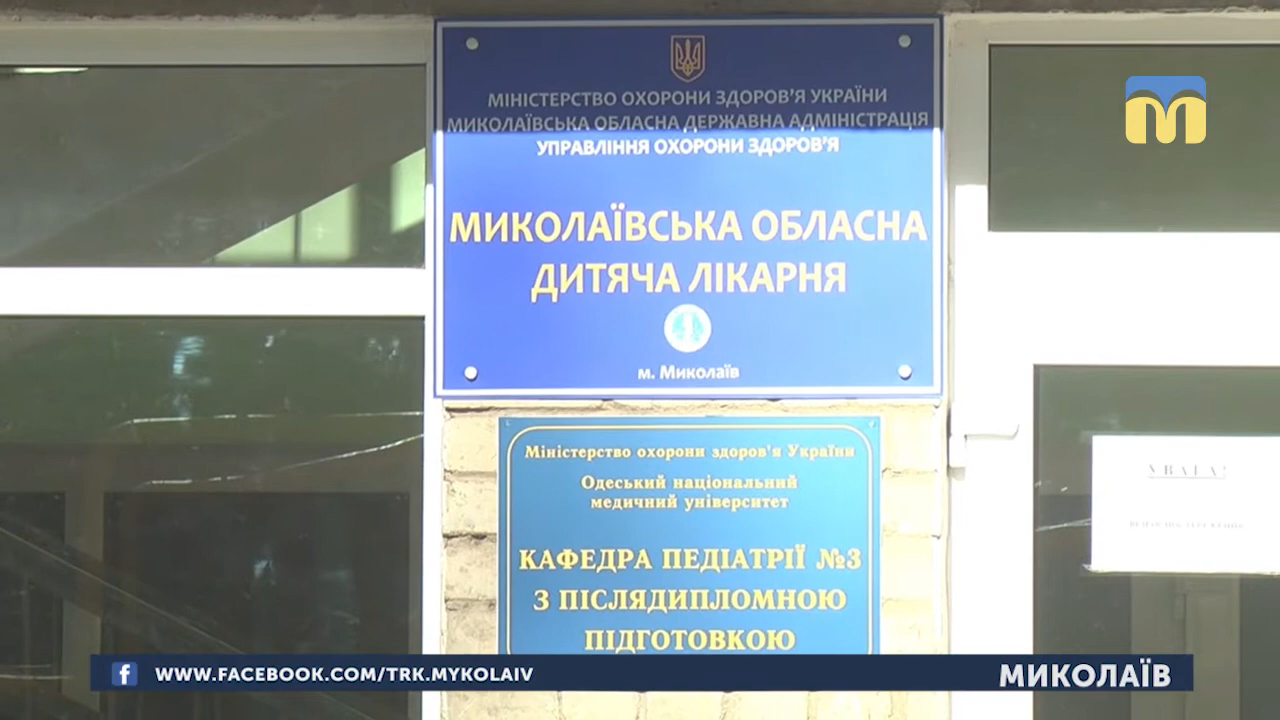 МІНІСТЕРСТВО ОХОРОНИ ЗДОРОВ'Я УКРАЇНИ
МИКОЛАЇВСЬКА ОБЛАСНА ДЕРЖАВНА АДМІНІСТРАЦІЯ
УПРАВЛІННЯ ОХОРОНИ ЗДОРОВ'Я
МИКОЛАЇВСЬКА ОБЛАСНА
ДИТЯЧА ЛІКАРНЯ
м. Миколаїв
Міністерство охорони здоров'я України
Одеський національний
медичний університет
КАФЕДРА ПЕДІАТРІЇ №3
З ПІСЛЯДИПЛОМНОЮ
ПІДГОТОВКОЮ
УВАГА!
WWW.FACEBOOK.COM/TRK.MYKOLAIV
МИКОЛАЇВ